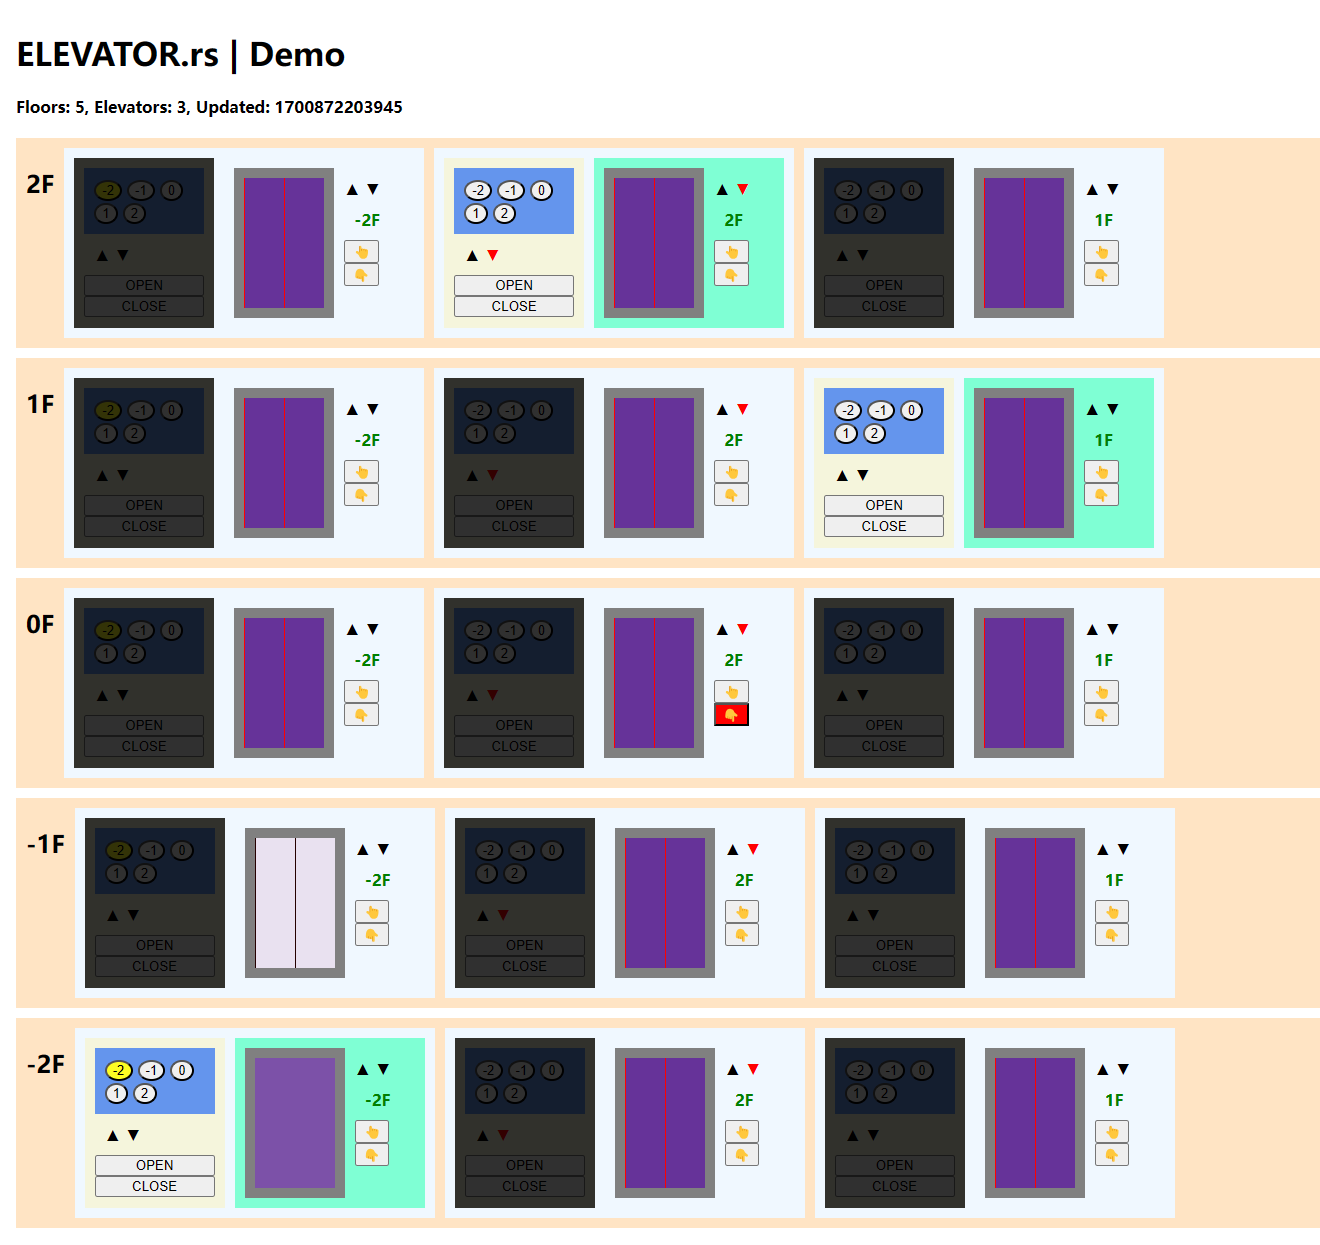 ELEVATOR.rs | Demo
Floors: 5, Elevators: 3, Updated: 1700872203945
2F
-2 -1 0
1 2
▲ ▼
OPEN
CLOSE
▲ ▼
-2F
👆
👇
-2 -1 0
1 2
▲ ▼
OPEN
CLOSE
▲ ▼
2F
👆
👇
-2 -1 0
1 2
▲ ▼
OPEN
CLOSE
▲ ▼
1F
👆
👇
1F
-2 -1 0
1 2
▲ ▼
OPEN
CLOSE
▲ ▼
-2F
👆
👇
-2 -1 0
1 2
▲ ▼
OPEN
CLOSE
▲ ▼
2F
👆
👇
-2 -1 0
1 2
▲ ▼
OPEN
CLOSE
▲ ▼
1F
👆
👇
0F
-2 -1 0
1 2
▲ ▼
OPEN
CLOSE
▲ ▼
-2F
👆
👇
-2 -1 0
1 2
▲ ▼
OPEN
CLOSE
▲ ▼
2F
👆
👇
-2 -1 0
1 2
▲ ▼
OPEN
CLOSE
▲ ▼
1F
👆
👇
-1F
-2 -1 0
1 2
▲ ▼
OPEN
CLOSE
▲ ▼
-2F
👆
👇
-2 -1 0
1 2
▲ ▼
OPEN
CLOSE
▲ ▼
2F
👆
👇
-2 -1 0
1 2
▲ ▼
OPEN
CLOSE
▲ ▼
1F
👆
👇
-2F
-2 -1 0
1 2
▲ ▼
OPEN
CLOSE
▲ ▼
-2F
👆
👇
-2 -1 0
1 2
▲ ▼
OPEN
CLOSE
▲ ▼
2F
👆
👇
-2 -1 0
1 2
▲ ▼
OPEN
CLOSE
▲ ▼
1F
👆
👇